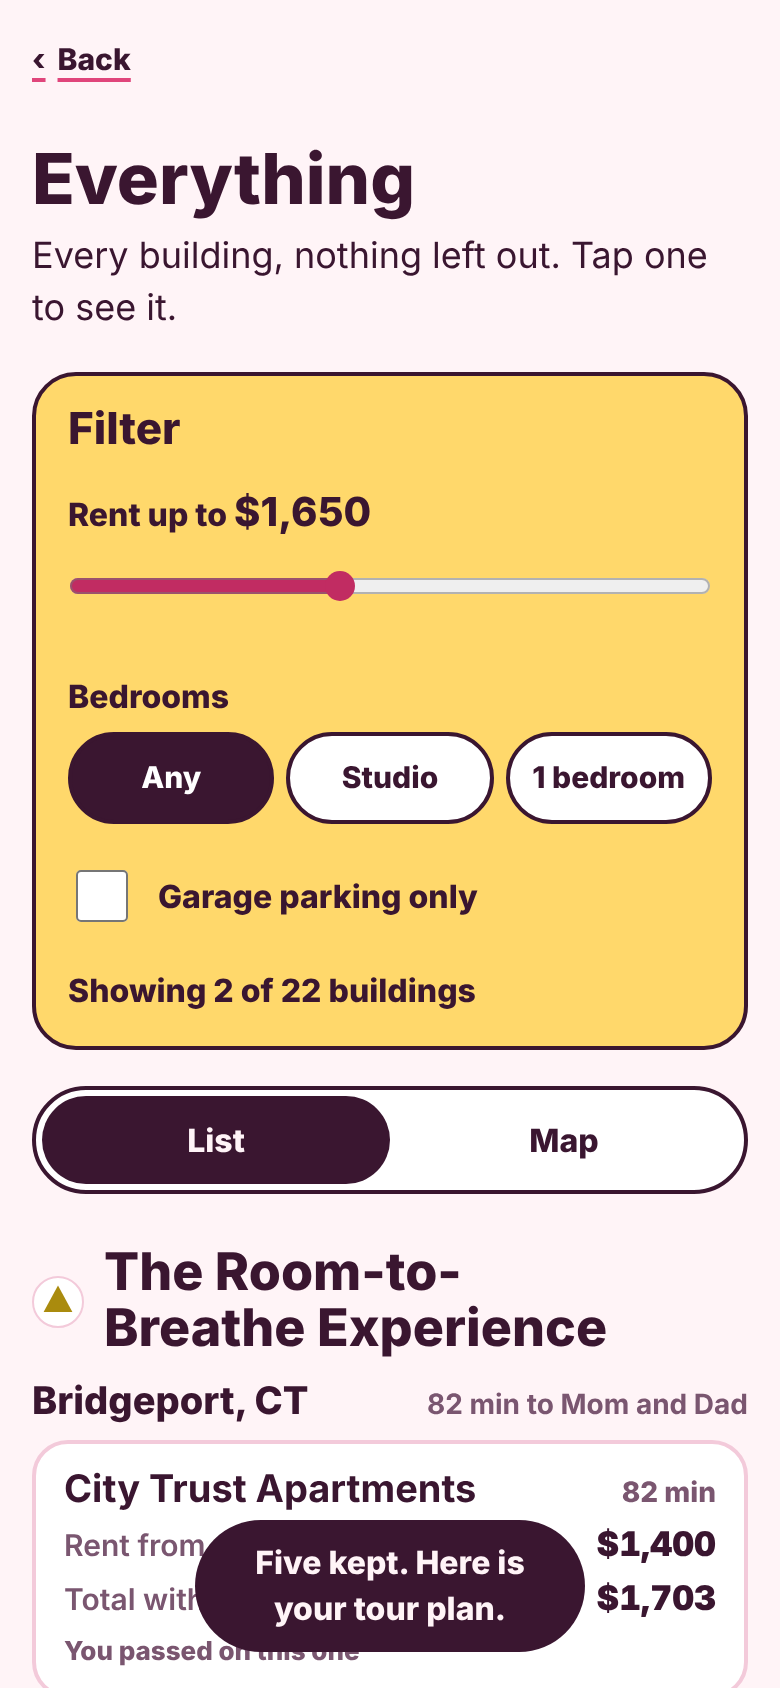 ‹ Back
Everything
Every building, nothing left out. Tap one
to see it.
Filter
Rent up to $1,650
Bedrooms
Any
Studio
1 bedroom
Garage parking only
Showing 2 of 22 buildings
List
Map
The Room-to-
Breathe Experience
Bridgeport, CT
82 min to Mom and Dad
City Trust Apartments
82 min
Rent from
$1,400
Total with
$1,703
Five kept. Here is
your tour plan.
You passed on this one